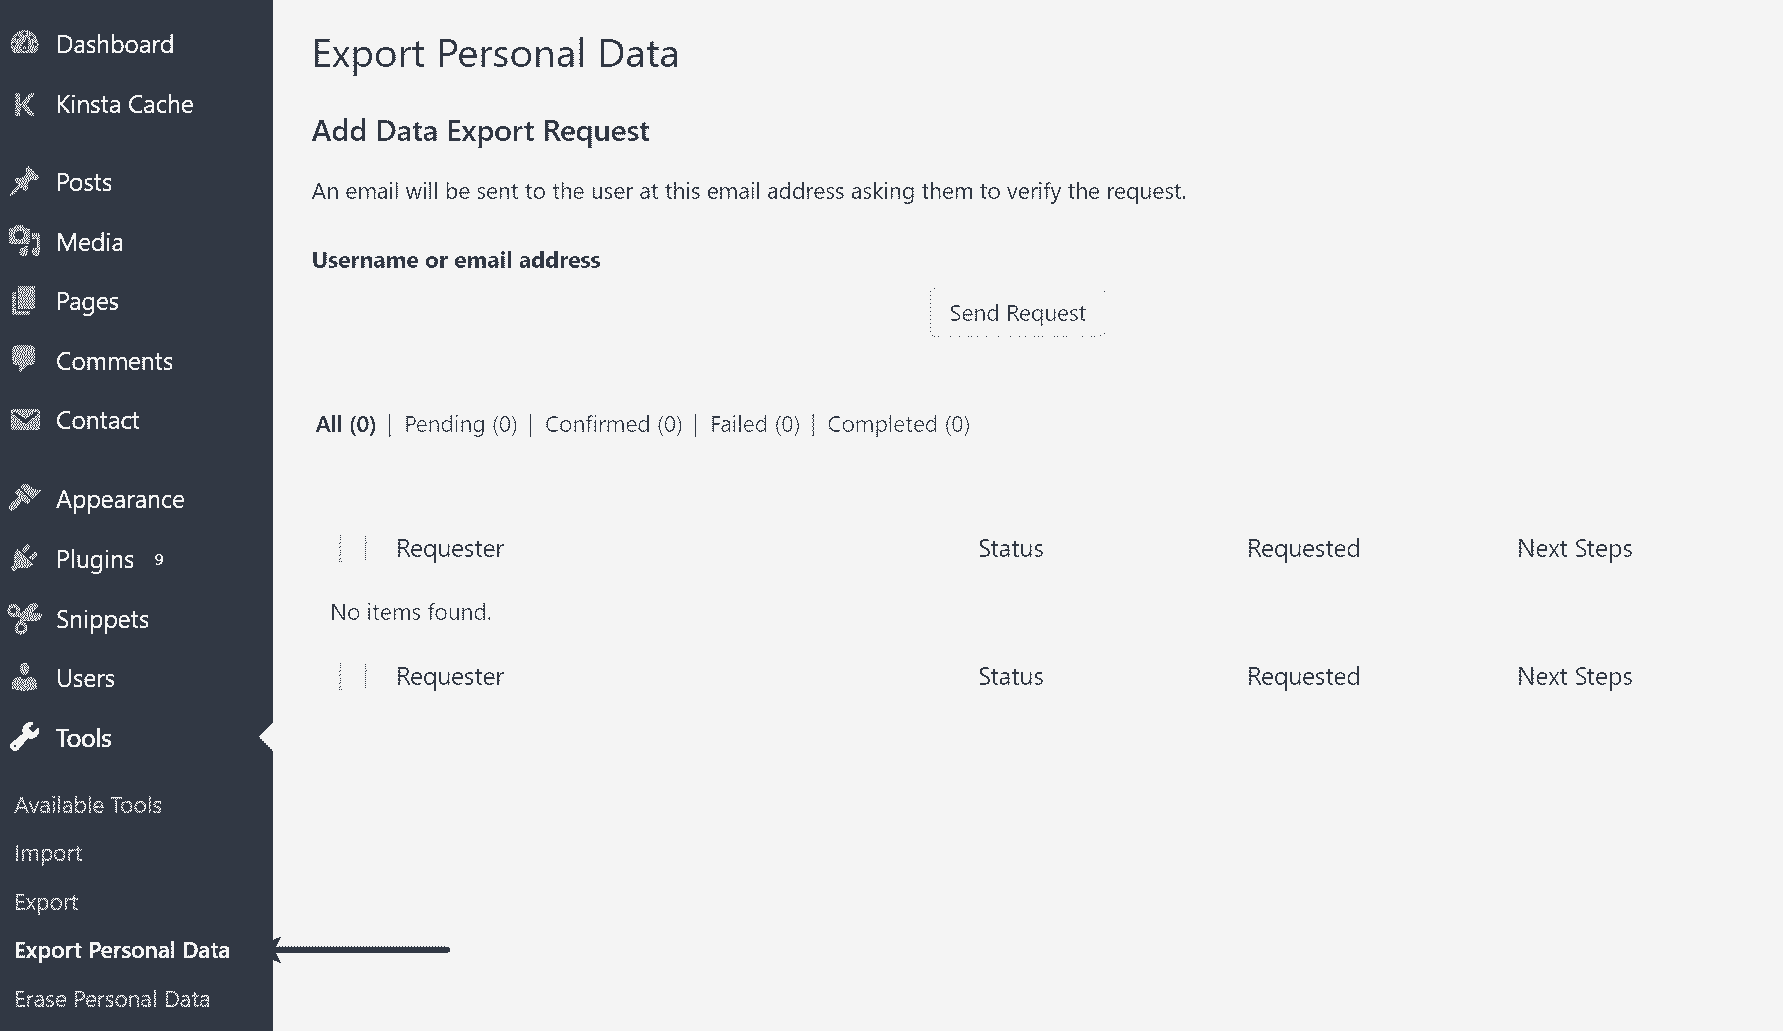 Dashboard
Kinsta Cache
Posts
Media
Pages
Comments
Contact
Appearance
Plugins 9
Snippets
Users
Tools
Available Tools
Import
Export
Export Personal Data
Erase Personal Data
Export Personal Data
Add Data Export Request
An email will be sent to the user at this email address asking them to verify the request.
Username or email address
Send Request
All (0) | Pending (0) | Confirmed (0) | Failed (0) | Completed (0)
Requester Status Requested Next Steps
No items found.
Requester Status Requested Next Steps